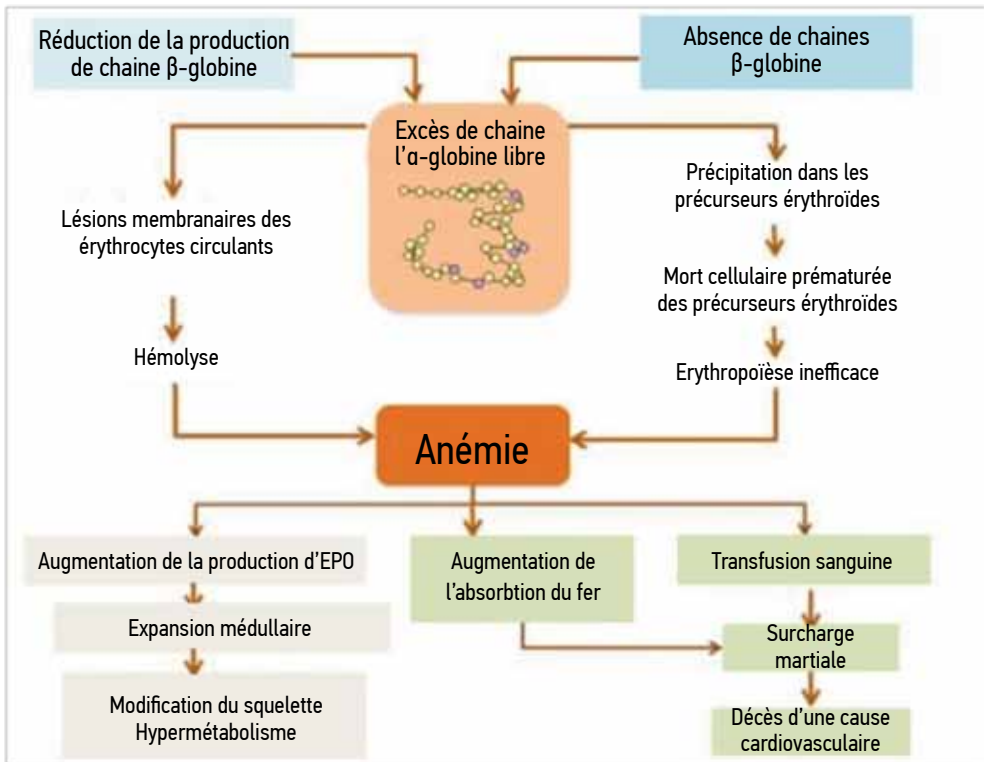 Réduction de la production
de chaine β-globine
Absence de chaines
β-globine
Excès de chaine
l'α-globine libre
Lésions membranaires des
érythrocytes circulants
Hémolyse
Précipitation dans les
précurseurs érythroïdes
Mort cellulaire prématurée
des précurseurs érythroïdes
Erythropoïèse inefficace
Anémie
Augmentation de la production d'EPO
Expansion médullaire
Modification du squelette
Hypermétabolisme
Augmentation de
l'absorbtion du fer
Transfusion sanguine
Surcharge
martiale
Décès d'une cause
cardiovasculaire